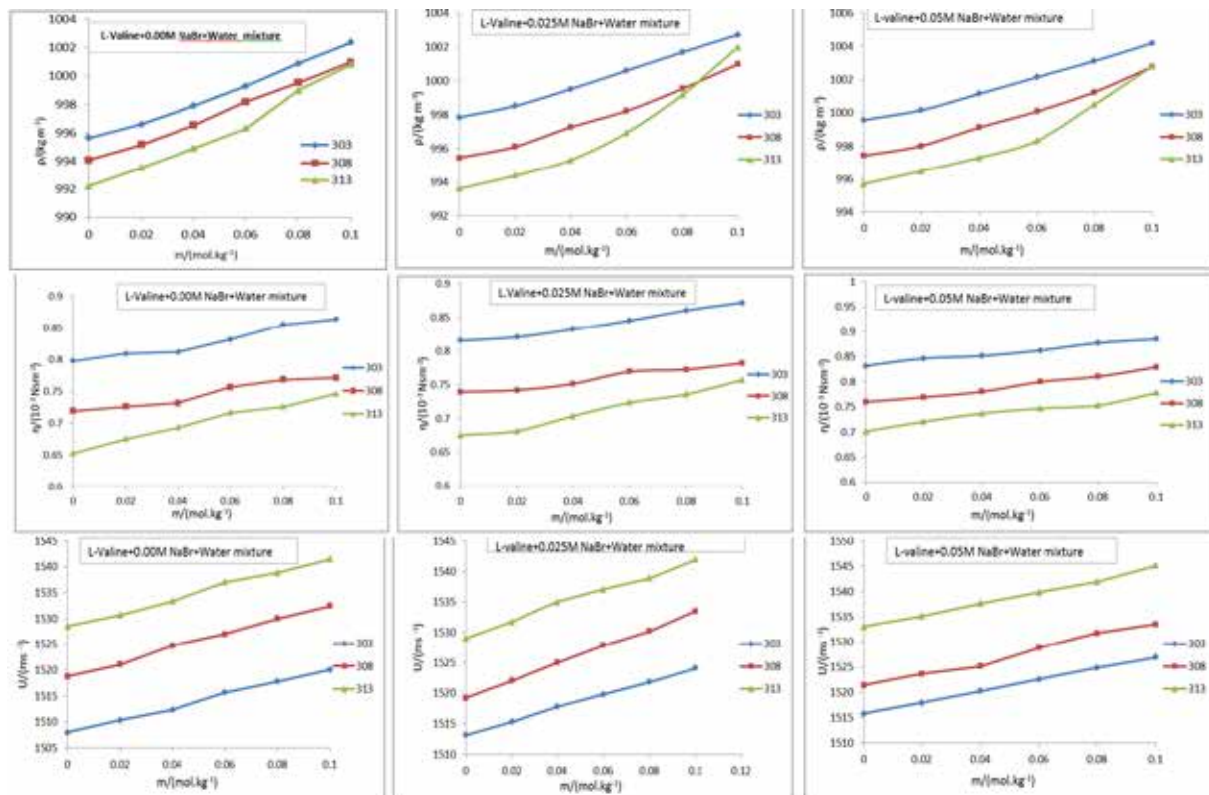 L-Valine+0.00M NaBr+Water mixture
1004
1002
1000
998
996
994
992
990
ρ/(kg m⁻³)
303
308
313
0 0.02 0.04 0.06 0.08 0.1
m/(mol.kg⁻¹)
L-Valine+0.025M NaBr+Water mixture
1004
1002
1000
998
996
994
992
ρ/(kg m⁻³)
303
308
313
0 0.02 0.04 0.06 0.08 0.1
m/(mol.kg⁻¹)
L-valine+0.05M NaBr+Water mixture
1006
1004
1002
1000
998
996
994
ρ/(kg m⁻³)
303
308
313
0 0.02 0.04 0.06 0.08 0.1
m/(mol.kg⁻¹)
L-Valine+0.00M NaBr+Water mixture
0.9
0.85
0.8
0.75
0.7
0.65
0.6
η/(10⁻³ Nsm⁻²)
303
308
313
0 0.02 0.04 0.06 0.08 0.1
m/(mol.kg⁻¹)
L.Valine+0.025M NaBr+Water mixture
0.9
0.85
0.8
0.75
0.7
0.65
0.6
η/(10⁻³ Nsm⁻²)
303
308
313
0 0.02 0.04 0.06 0.08 0.1
m/(mol.kg⁻¹)
L-valine+0.05M NaBr+Water mixture
1
0.95
0.9
0.85
0.8
0.75
0.7
0.65
0.6
η/(10⁻³ Nsm⁻²)
303
308
313
0 0.02 0.04 0.06 0.08 0.1
m/(mol.kg⁻¹)
L-Valine+0.00M NaBr+Water mixture
1545
1540
1535
1530
1525
1520
1515
1510
1505
U/(ms⁻¹)
303
308
313
0 0.02 0.04 0.06 0.08 0.1
m/(mol.kg⁻¹)
L-valine+0.025M NaBr+Water mixture
1545
1540
1535
1530
1525
1520
1515
1510
U/(ms⁻¹)
303
308
313
0 0.02 0.04 0.06 0.08 0.1 0.12
m/(mol.kg⁻¹)
L-valine+0.05M NaBr+Water mixture
1550
1545
1540
1535
1530
1525
1520
1515
1510
U/(ms⁻¹)
303
308
313
0 0.02 0.04 0.06 0.08 0.1
m/(mol.kg⁻¹)